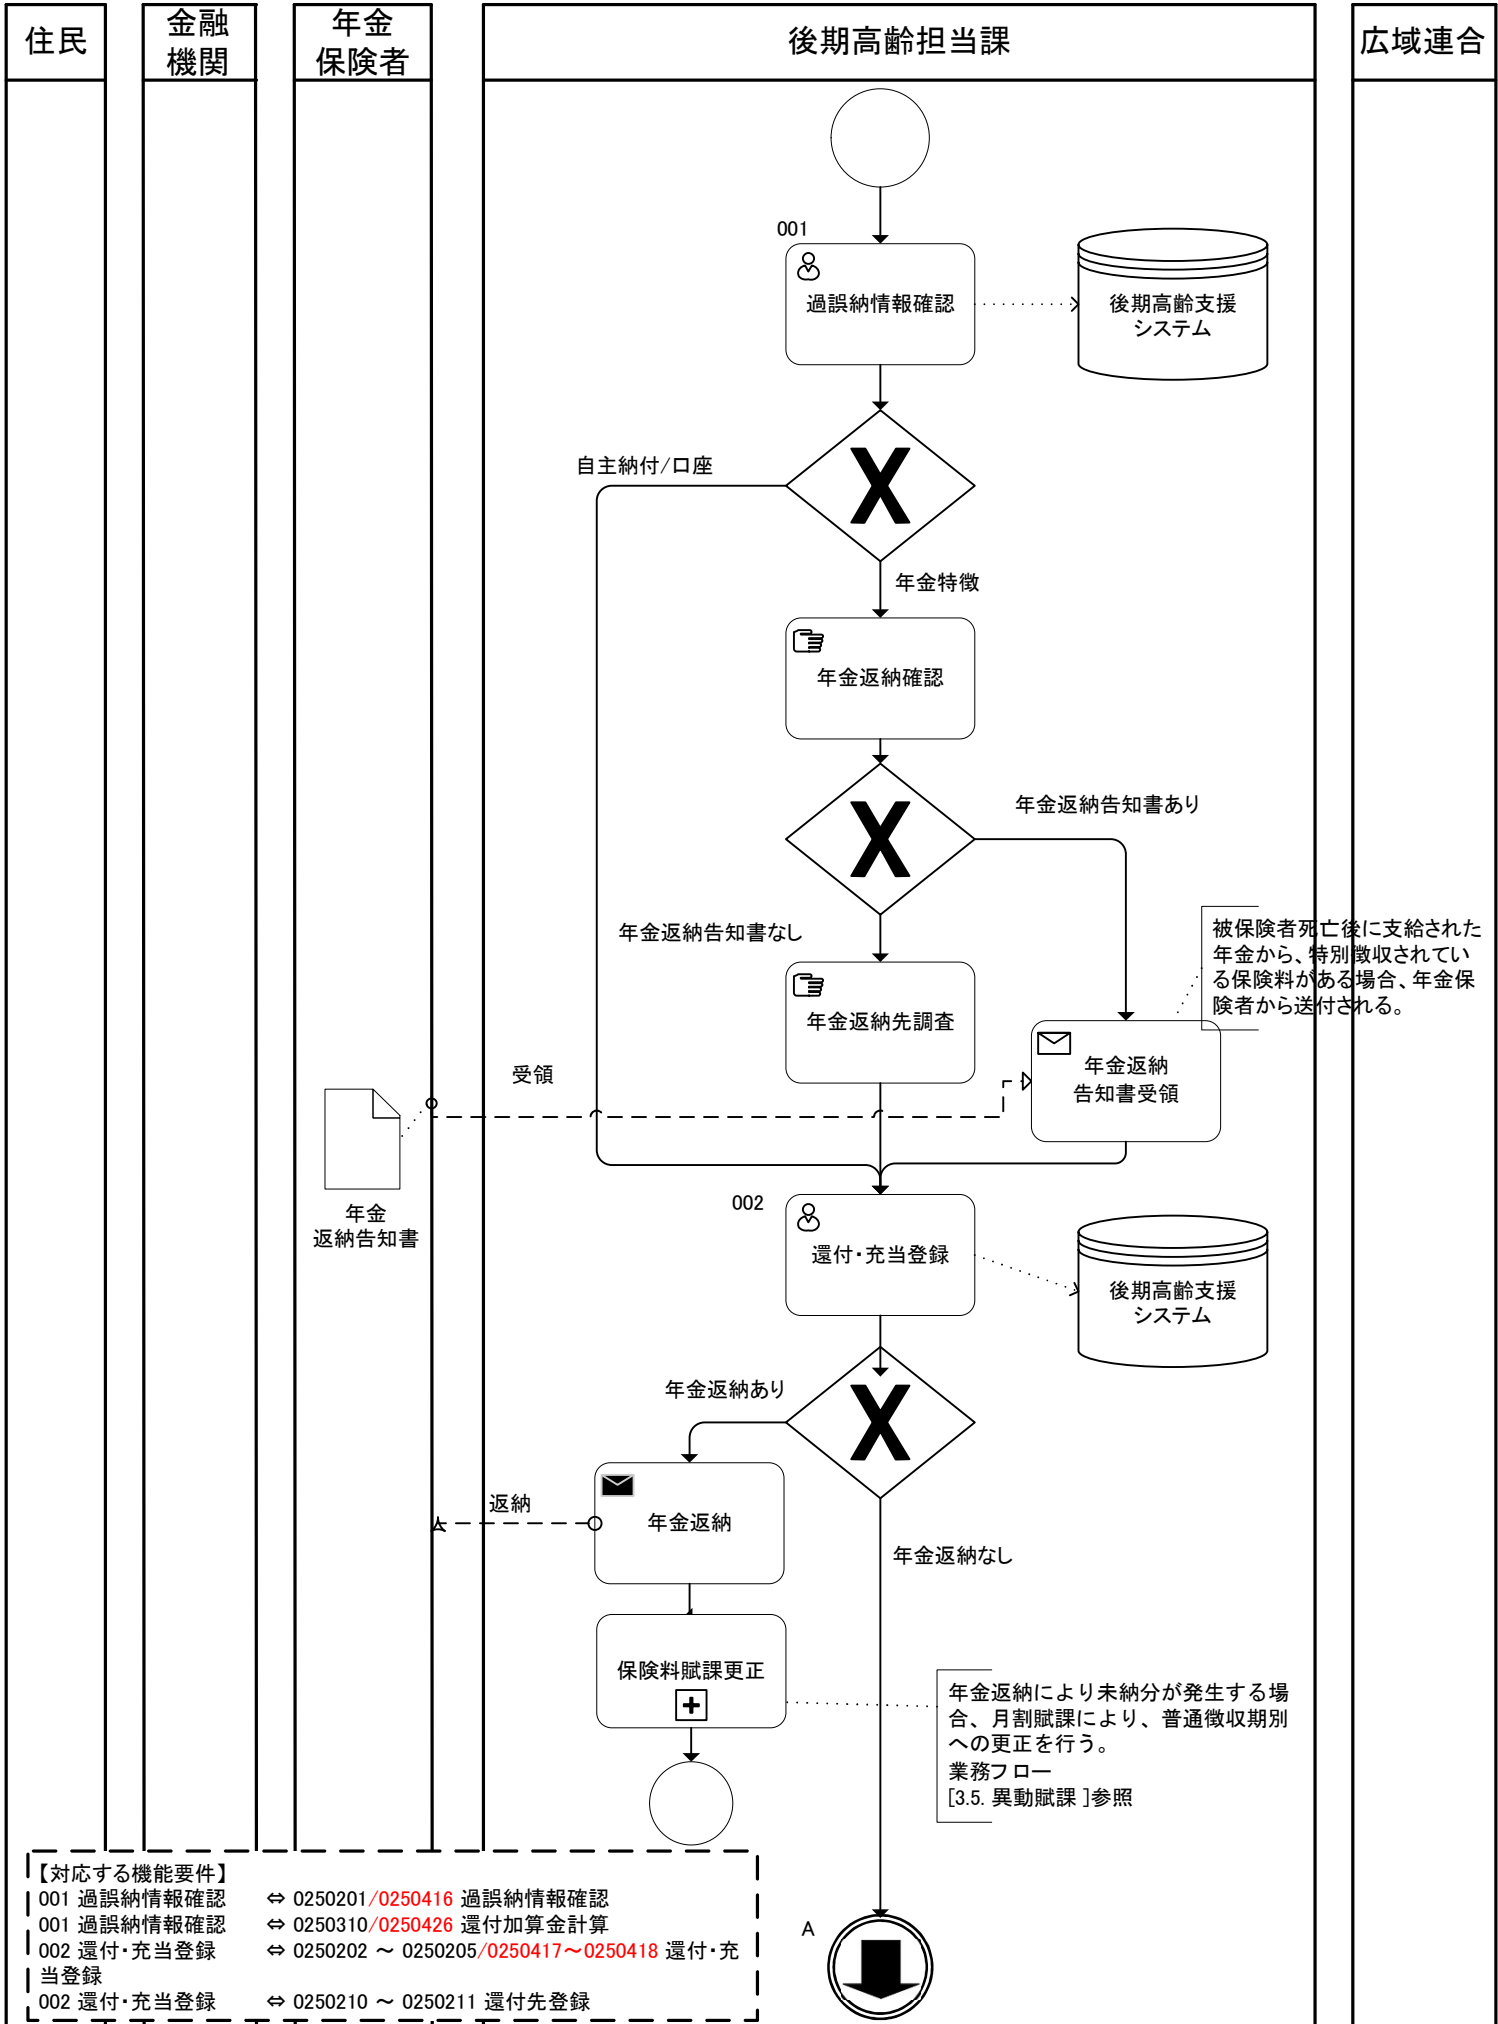 住民
金融
機関
年金
保険者
後期高齢担当課
広域連合
001
過誤納情報確認
後期高齢支援
システム
自主納付/口座
X
年金特徴
年金返納確認
年金返納告知書あり
X
年金返納告知書なし
被保険者死亡後に支給された
年金から、特別徴収されてい
る保険料がある場合、年金保
険者から送付される。
年金返納先調査
年金返納
告知書受領
受領
年金
返納告知書
002
還付・充当登録
後期高齢支援
システム
年金返納あり
X
返納
年金返納
年金返納なし
保険料賦課更正
年金返納により未納分が発生する場
合、月割賦課により、普通徴収期別
への更正を行う。
業務フロー
[3.5. 異動賦課 ]参照
【対応する機能要件】
001 過誤納情報確認 ⇔ 0250201/0250416 過誤納情報確認
001 過誤納情報確認 ⇔ 0250310/0250426 還付加算金計算
002 還付・充当登録 ⇔ 0250202 ～ 0250205/0250417～0250418 還付・充
当登録
002 還付・充当登録 ⇔ 0250210 ～ 0250211 還付先登録
A